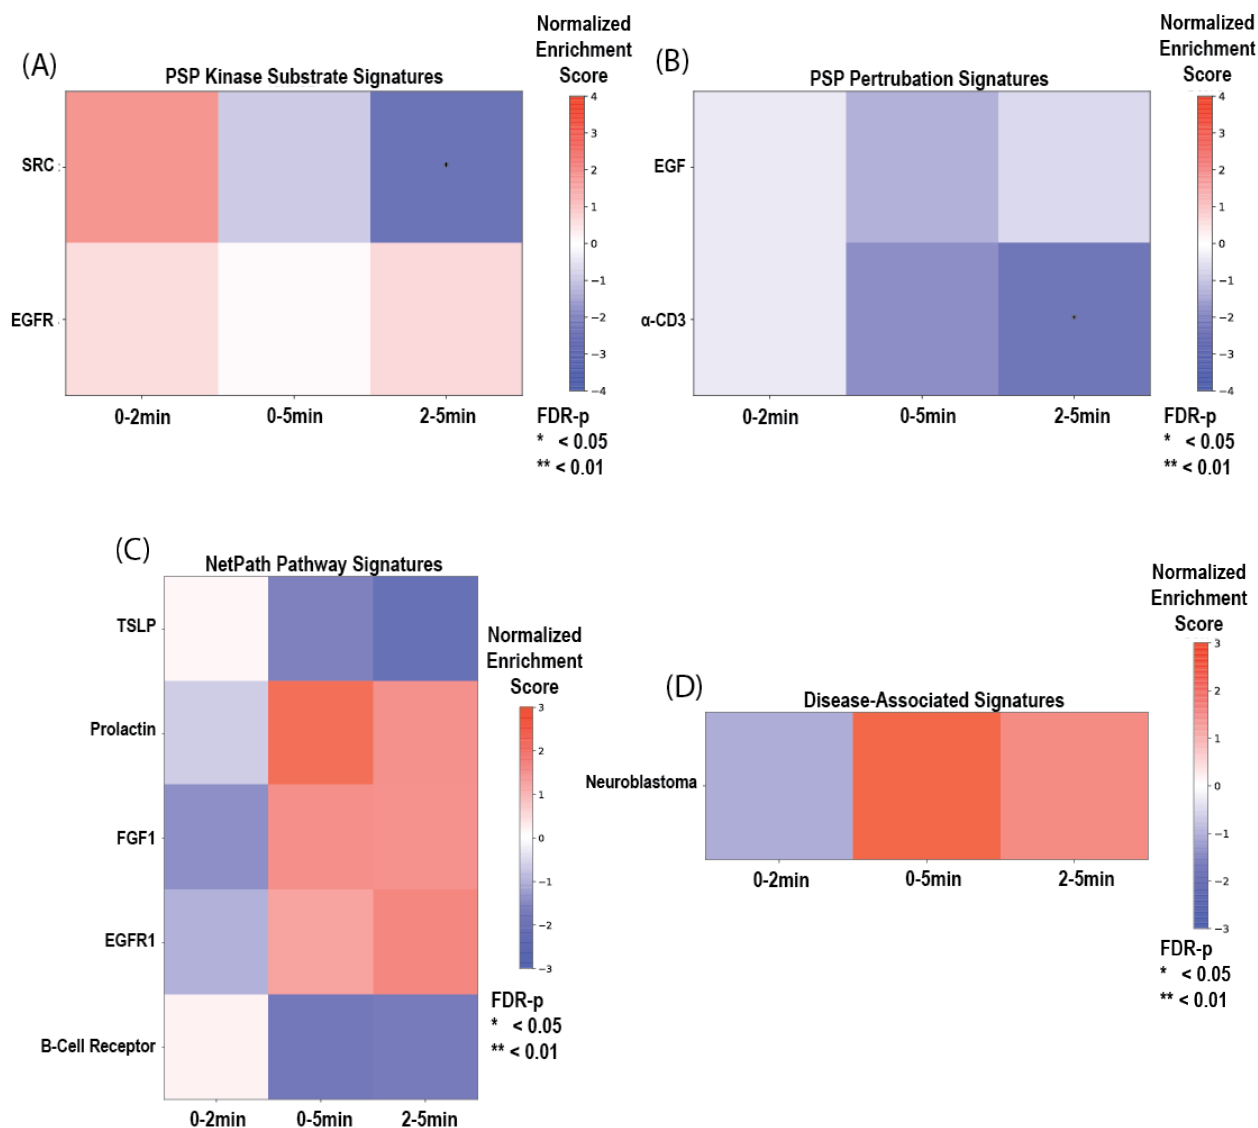 (A)
PSP Kinase Substrate Signatures
Normalized
Enrichment
Score
SRC
EGFR
0-2min
0-5min
2-5min
*
4
3
2
1
0
−1
−2
−3
−4
FDR-p
* < 0.05
** < 0.01
(B)
PSP Pertrubation Signatures
Normalized
Enrichment
Score
EGF
α-CD3
0-2min
0-5min
2-5min
*
4
3
2
1
0
−1
−2
−3
−4
FDR-p
* < 0.05
** < 0.01
(C)
NetPath Pathway Signatures
TSLP
Prolactin
FGF1
EGFR1
B-Cell Receptor
0-2min
0-5min
2-5min
Normalized
Enrichment
Score
3
2
1
0
−1
−2
−3
FDR-p
* < 0.05
** < 0.01
(D)
Disease-Associated Signatures
Neuroblastoma
0-2min
0-5min
2-5min
Normalized
Enrichment
Score
3
2
1
0
−1
−2
−3
FDR-p
* < 0.05
** < 0.01